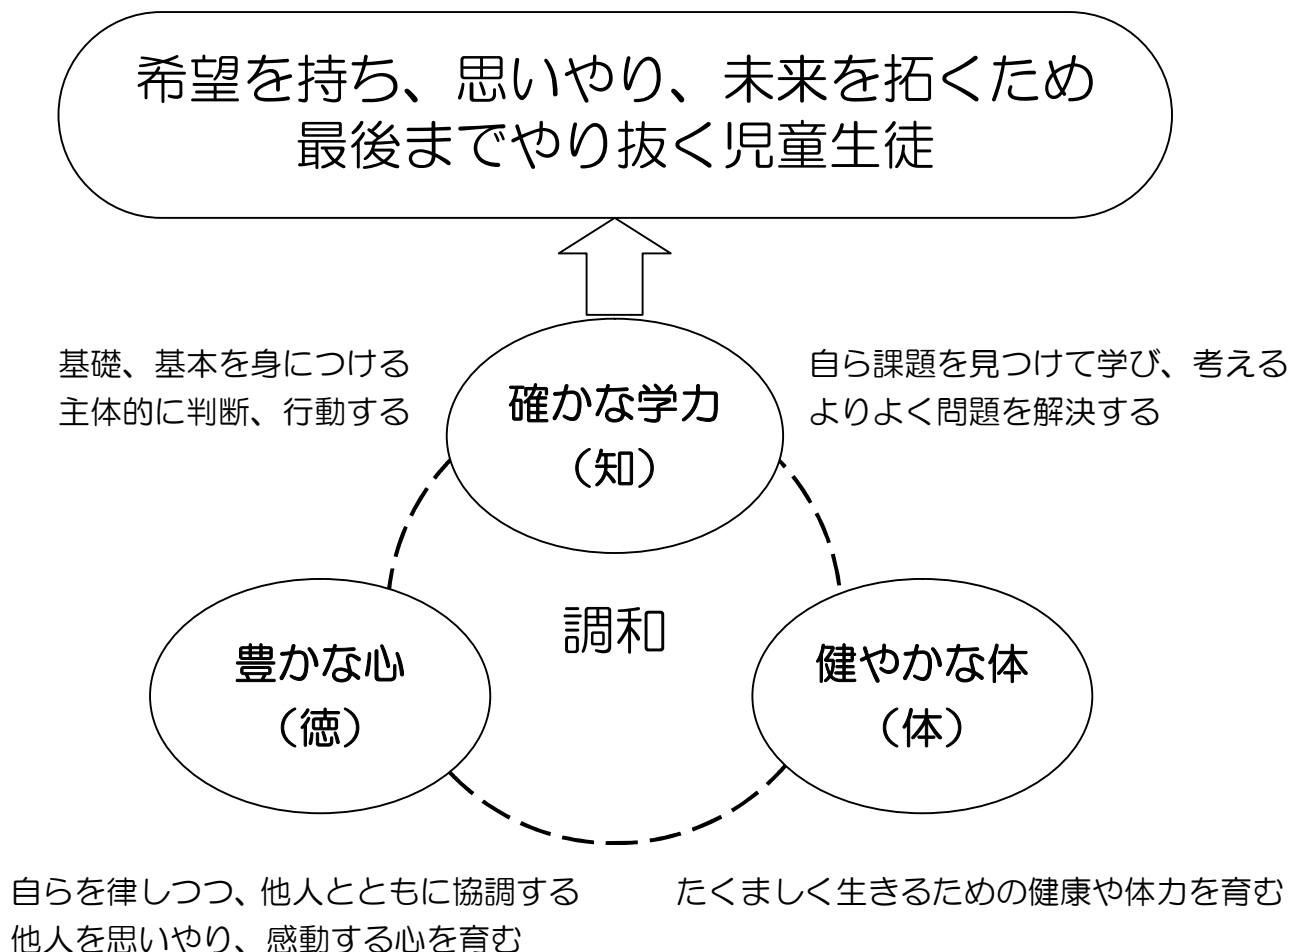 希望を持ち、思いやり、未来を拓くため
最後までやり抜く児童生徒
基礎、基本を身につける
主体的に判断、行動する
確かな学力
（知）
自ら課題を見つけて学び、考える
よりよく問題を解決する
調和
豊かな心
（徳）
健やかな体
（体）
自らを律しつつ、他人とともに協調する
他人を思いやり、感動する心を育む
たくましく生きるための健康や体力を育む